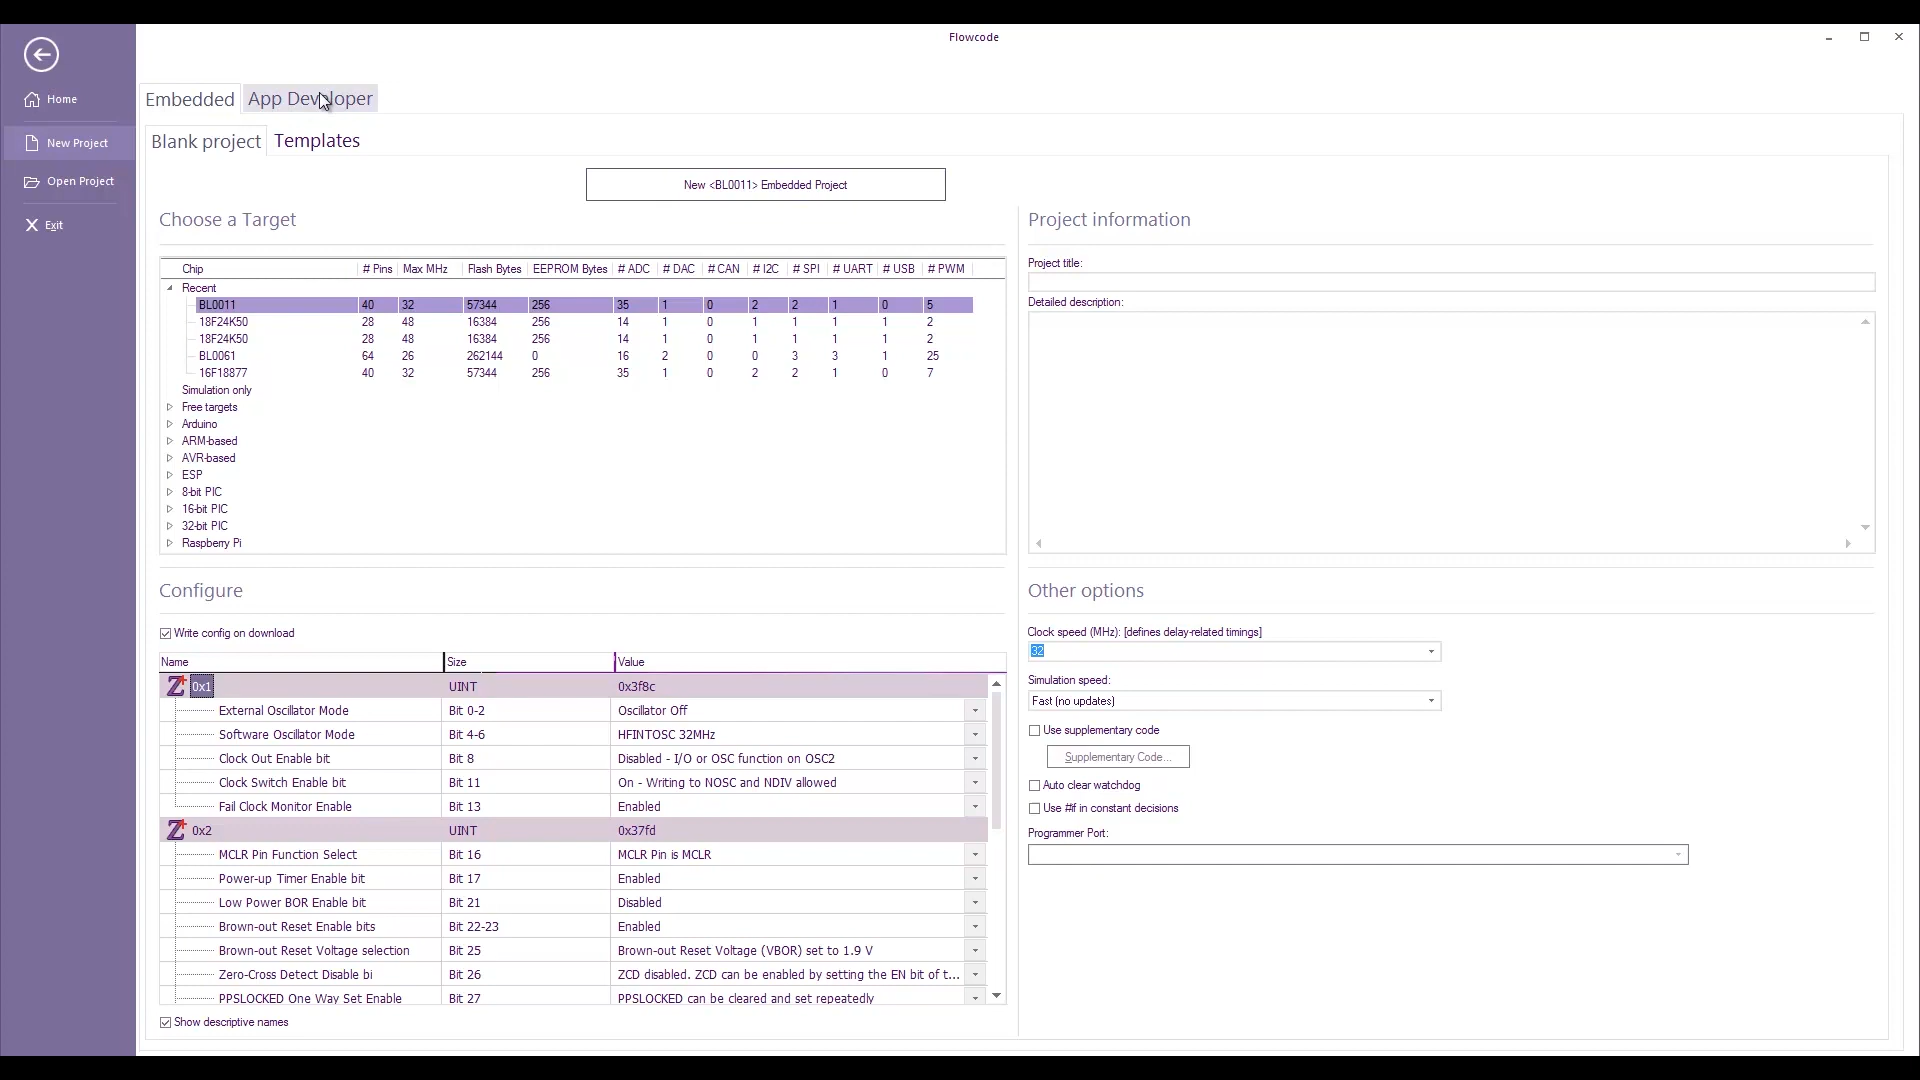 Flowcode
Home
New Project
Open Project
Exit
Embedded App Developer
Blank project Templates
New <BL0011> Embedded Project
Choose a Target
Chip # Pins Max MHz Flash Bytes EEPROM Bytes # ADC # DAC # CAN # I2C # SPI # UART # USB # PWM
Recent
BL0011 40 32 57344 256 35 1 0 2 2 1 0 5
18F24K50 28 48 16384 256 14 1 0 1 1 1 1 2
18F24K50 28 48 16384 256 14 1 0 1 1 1 1 2
BL0061 64 26 262144 0 16 2 0 0 3 3 1 25
16F18877 40 32 57344 256 35 1 0 2 2 1 0 7
Simulation only
Free targets
Arduino
ARM-based
AVR-based
ESP
8-bit PIC
16-bit PIC
32-bit PIC
Raspberry Pi
Project information
Project title:
Detailed description:
Configure
Write config on download
Name Size Value
0x1 UINT 0x3f8c
External Oscillator Mode Bit 0-2 Oscillator Off
Software Oscillator Mode Bit 4-6 HFINTOSC 32MHz
Clock Out Enable bit Bit 8 Disabled - I/O or OSC function on OSC2
Clock Switch Enable bit Bit 11 On - Writing to NOSC and NDIV allowed
Fail Clock Monitor Enable Bit 13 Enabled
0x2 UINT 0x37fd
MCLR Pin Function Select Bit 16 MCLR Pin is MCLR
Power-up Timer Enable bit Bit 17 Enabled
Low Power BOR Enable bit Bit 21 Disabled
Brown-out Reset Enable bits Bit 22-23 Enabled
Brown-out Reset Voltage selection Bit 25 Brown-out Reset Voltage (VBOR) set to 1.9 V
Zero-Cross Detect Disable bi Bit 26 ZCD disabled. ZCD can be enabled by setting the EN bit of t...
PPSLOCKED One Way Set Enable Bit 27 PPSLOCKED can be cleared and set repeatedly
Show descriptive names
Other options
Clock speed (MHz): [defines delay-related timings]
32
Simulation speed:
Fast (no updates)
Use supplementary code
Supplementary Code...
Auto clear watchdog
Use #if in constant decisions
Programmer Port: